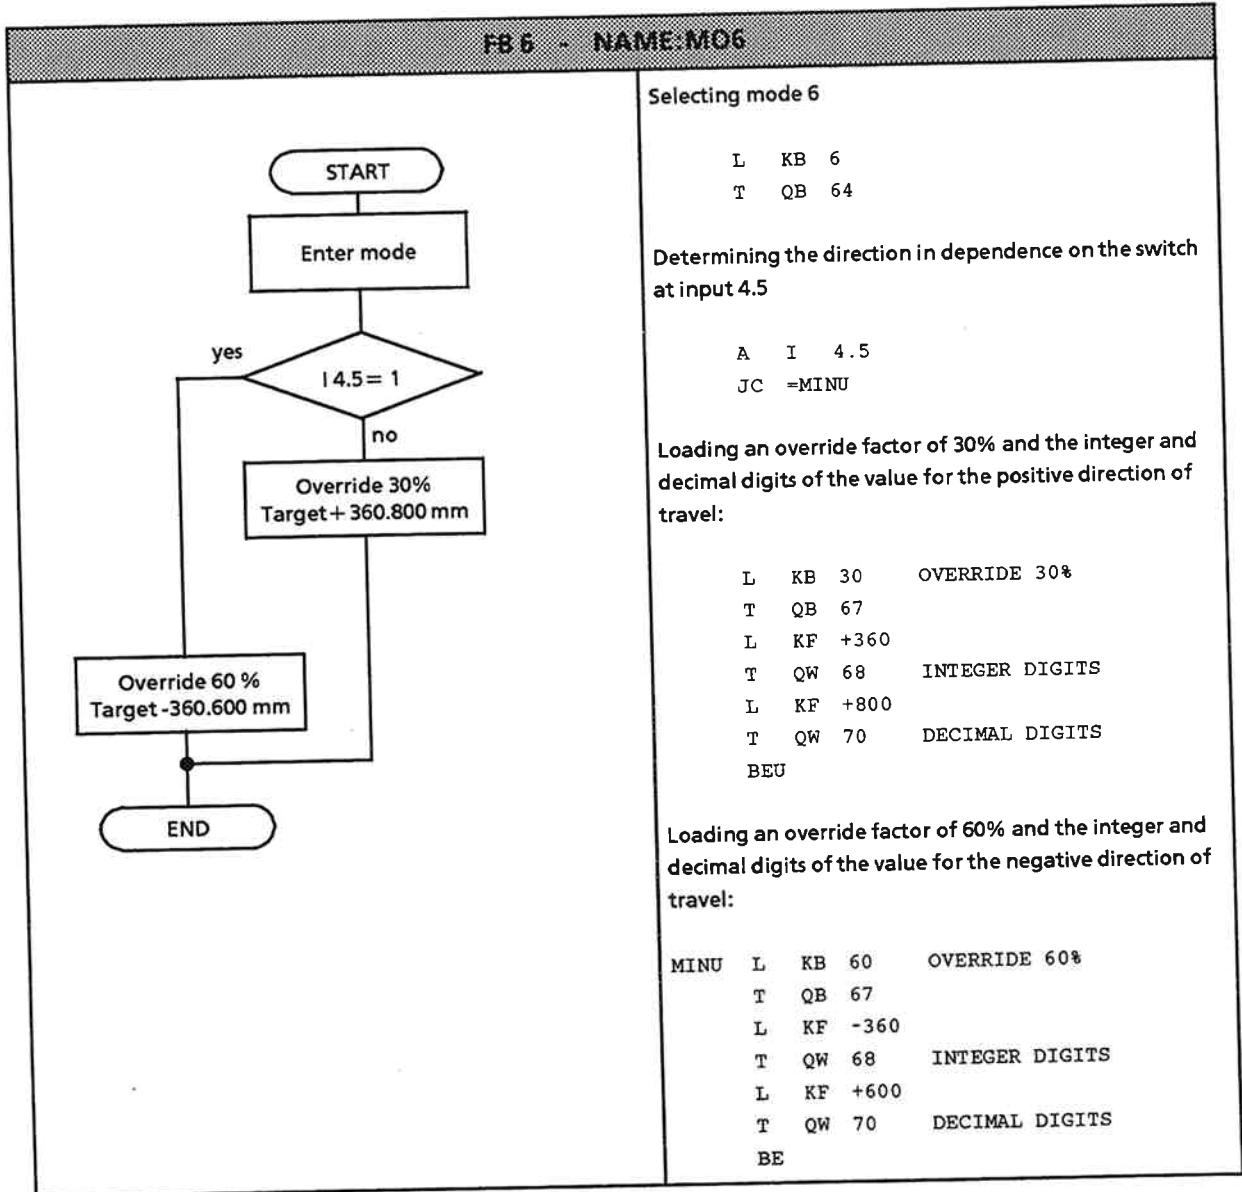 FB 6 - NAME:MO6
START
Enter mode
yes
I 4.5= 1
no
Override 30%
Target+ 360.800 mm
Override 60 %
Target -360.600 mm
END
Selecting mode 6
L KB 6
T QB 64
Determining the direction in dependence on the switch
at input 4.5
A I 4.5
JC =MINU
Loading an override factor of 30% and the integer and
decimal digits of the value for the positive direction of
travel:
L KB 30 OVERRIDE 30%
T QB 67
L KF +360
T QW 68 INTEGER DIGITS
L KF +800
T QW 70 DECIMAL DIGITS
BEU
Loading an override factor of 60% and the integer and
decimal digits of the value for the negative direction of
travel:
MINU L KB 60 OVERRIDE 60%
T QB 67
L KF -360
T QW 68 INTEGER DIGITS
L KF +600
T QW 70 DECIMAL DIGITS
BE